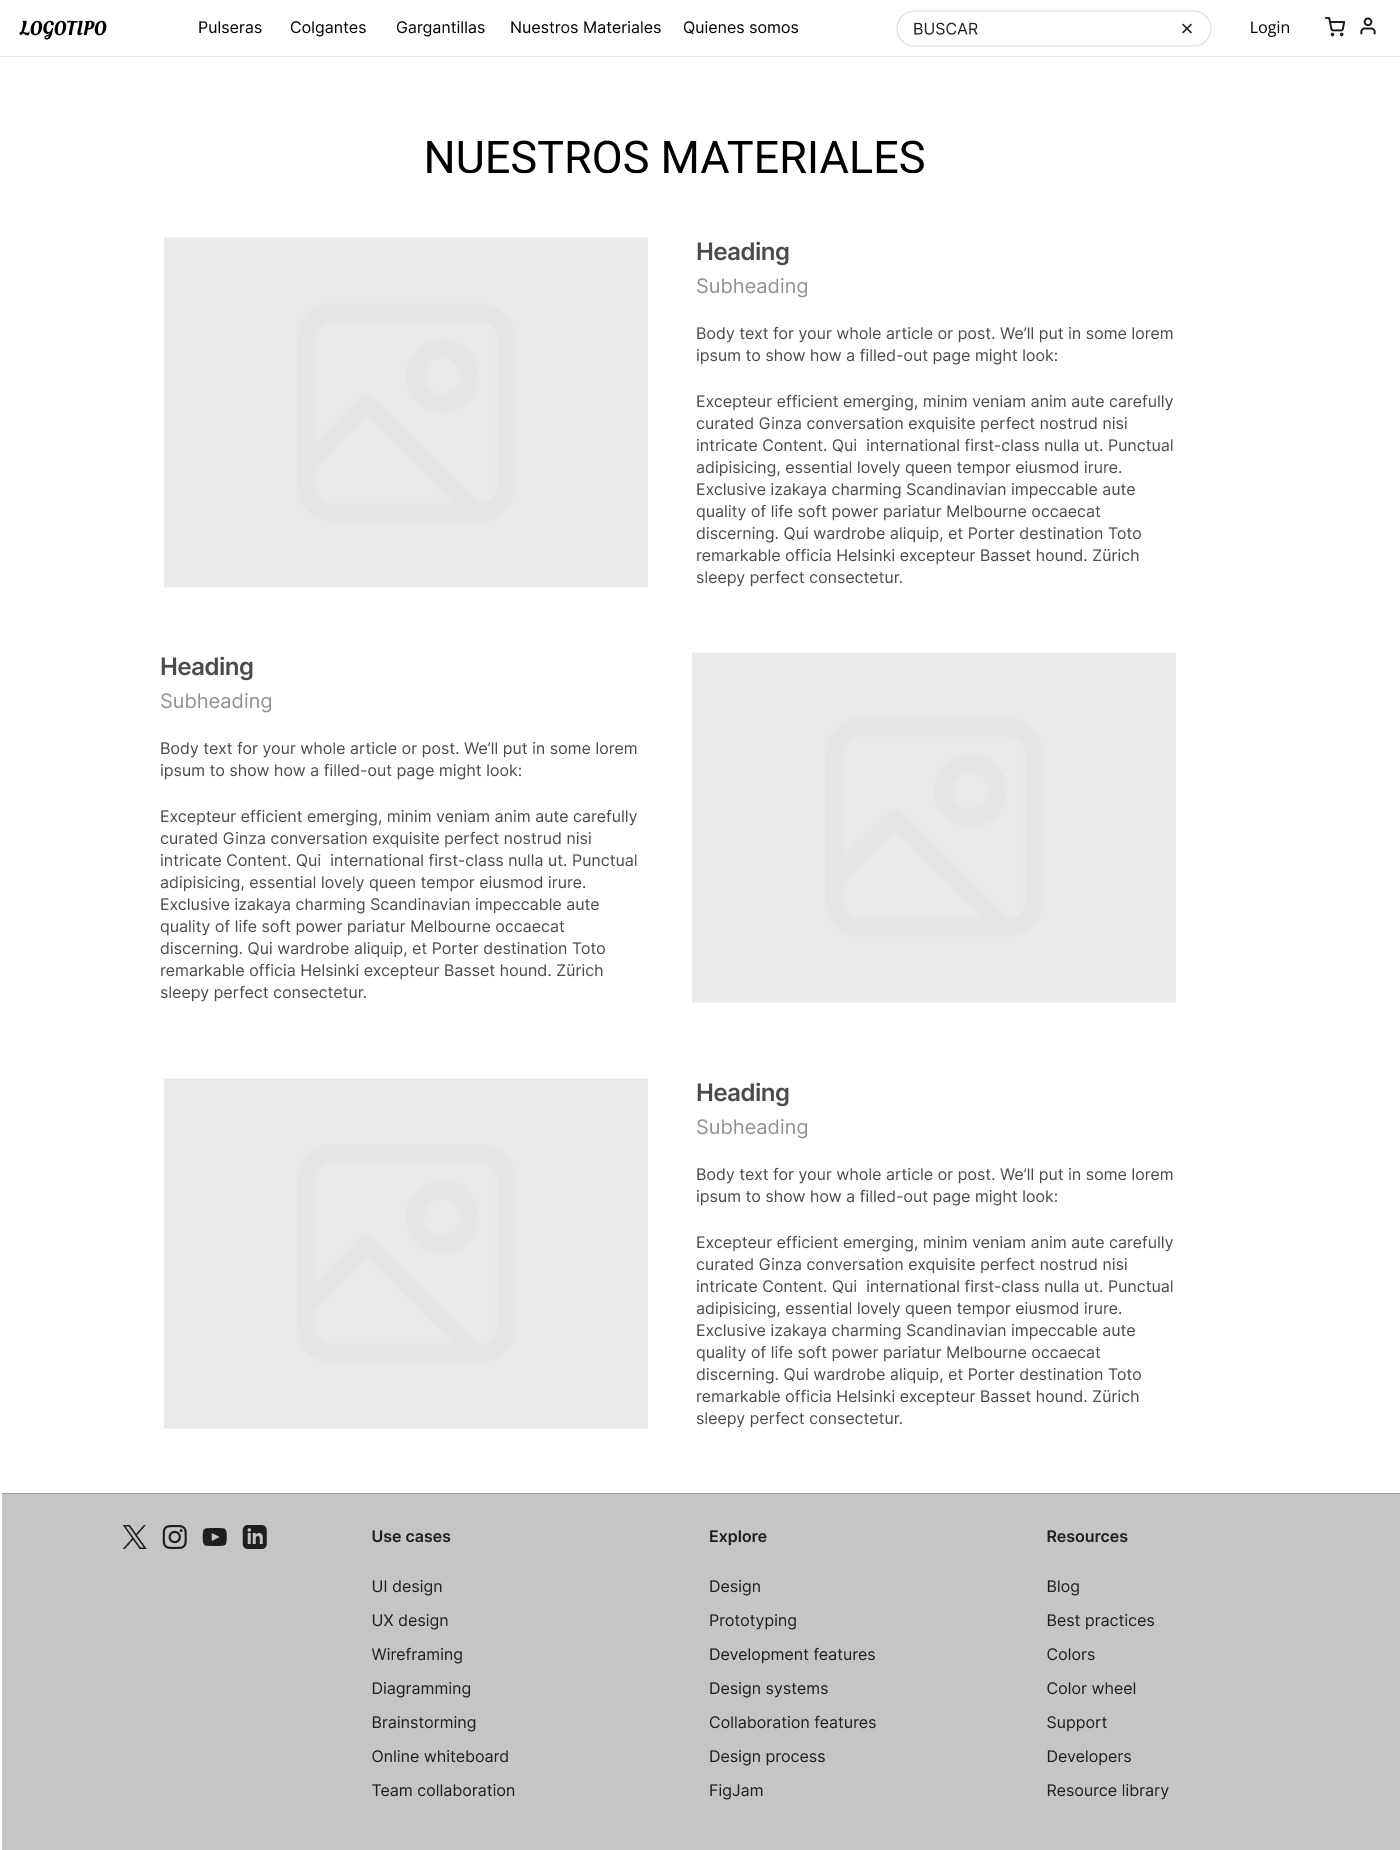 LOGOTIPO
Pulseras
Colgantes
Gargantillas
Nuestros Materiales
Quienes somos
BUSCAR
Login
NUESTROS MATERIALES
Heading
Subheading
Body text for your whole article or post. We’ll put in some lorem
ipsum to show how a filled-out page might look:
Excepteur efficient emerging, minim veniam anim aute carefully
curated Ginza conversation exquisite perfect nostrud nisi
intricate Content. Qui  international first-class nulla ut. Punctual
adipisicing, essential lovely queen tempor eiusmod irure.
Exclusive izakaya charming Scandinavian impeccable aute
quality of life soft power pariatur Melbourne occaecat
discerning. Qui wardrobe aliquip, et Porter destination Toto
remarkable officia Helsinki excepteur Basset hound. Zürich
sleepy perfect consectetur.
Heading
Subheading
Body text for your whole article or post. We’ll put in some lorem
ipsum to show how a filled-out page might look:
Excepteur efficient emerging, minim veniam anim aute carefully
curated Ginza conversation exquisite perfect nostrud nisi
intricate Content. Qui  international first-class nulla ut. Punctual
adipisicing, essential lovely queen tempor eiusmod irure.
Exclusive izakaya charming Scandinavian impeccable aute
quality of life soft power pariatur Melbourne occaecat
discerning. Qui wardrobe aliquip, et Porter destination Toto
remarkable officia Helsinki excepteur Basset hound. Zürich
sleepy perfect consectetur.
Heading
Subheading
Body text for your whole article or post. We’ll put in some lorem
ipsum to show how a filled-out page might look:
Excepteur efficient emerging, minim veniam anim aute carefully
curated Ginza conversation exquisite perfect nostrud nisi
intricate Content. Qui  international first-class nulla ut. Punctual
adipisicing, essential lovely queen tempor eiusmod irure.
Exclusive izakaya charming Scandinavian impeccable aute
quality of life soft power pariatur Melbourne occaecat
discerning. Qui wardrobe aliquip, et Porter destination Toto
remarkable officia Helsinki excepteur Basset hound. Zürich
sleepy perfect consectetur.
Use cases
UI design
UX design
Wireframing
Diagramming
Brainstorming
Online whiteboard
Team collaboration
Explore
Design
Prototyping
Development features
Design systems
Collaboration features
Design process
FigJam
Resources
Blog
Best practices
Colors
Color wheel
Support
Developers
Resource library